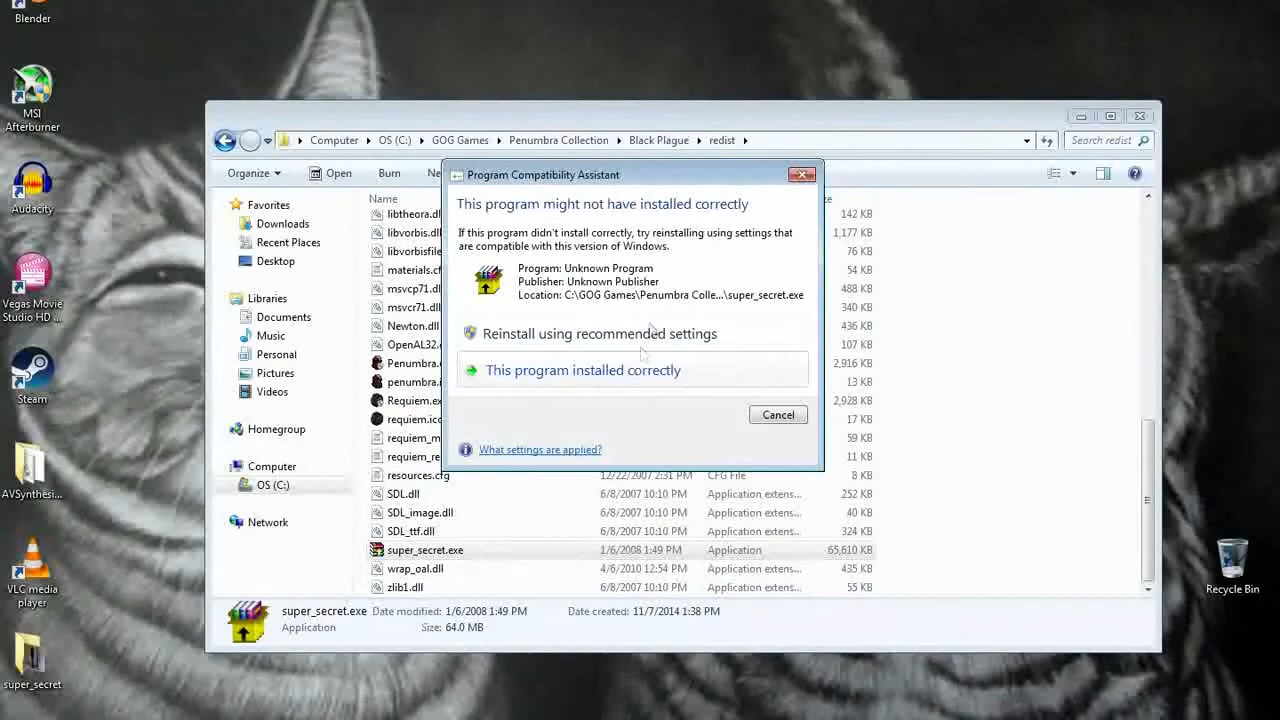 Blender
MSI
Afterburner
Audacity
Vegas Movie
Studio HD ...
Steam
AVSynthesi...
VLC media
player
super_secret
Computer
OS (C:)
GOG Games
Penumbra Collection
Black Plague
redist
Search redist
Organize
Open
Burn
Favorites
Downloads
Recent Places
Desktop
Libraries
Documents
Music
Personal
Pictures
Videos
Homegroup
Computer
OS (C:)
Network
Name
libtheora.dl
142 KB
libvorbis.dll
1,177 KB
libvorbisfile
76 KB
materials.cf
54 KB
msvcp71.dl
488 KB
msvcr71.dll
340 KB
Newton.dll
436 KB
OpenAL32.
107 KB
Penumbra.
2,916 KB
penumbra.
13 KB
Requiem.ex
2,928 KB
requiem.ico
17 KB
requiem_m
59 KB
requiem_re
11 KB
resources.cfg 12/22/2007 2:31 PM CFG File 8 KB
SDL.dll 6/8/2007 10:10 PM Application extens... 252 KB
SDL_image.dll 6/8/2007 10:10 PM Application extens... 40 KB
SDL_ttf.dll 6/8/2007 10:10 PM Application extens... 324 KB
super_secret.exe 1/6/2008 1:49 PM Application 65,610 KB
wrap_oal.dll 4/6/2010 12:54 PM Application extens... 435 KB
zlib1.dll 6/8/2007 10:10 PM Application extens... 55 KB
Program Compatibility Assistant
This program might not have installed correctly
If this program didn't install correctly, try reinstalling using settings that
are compatible with this version of Windows.
Program: Unknown Program
Publisher: Unknown Publisher
Location: C:\GOG Games\Penumbra Colle...\super_secret.exe
Reinstall using recommended settings
This program installed correctly
Cancel
What settings are applied?
super_secret.exe Date modified: 1/6/2008 1:49 PM Date created: 11/7/2014 1:38 PM
Application Size: 64.0 MB
Recycle Bin